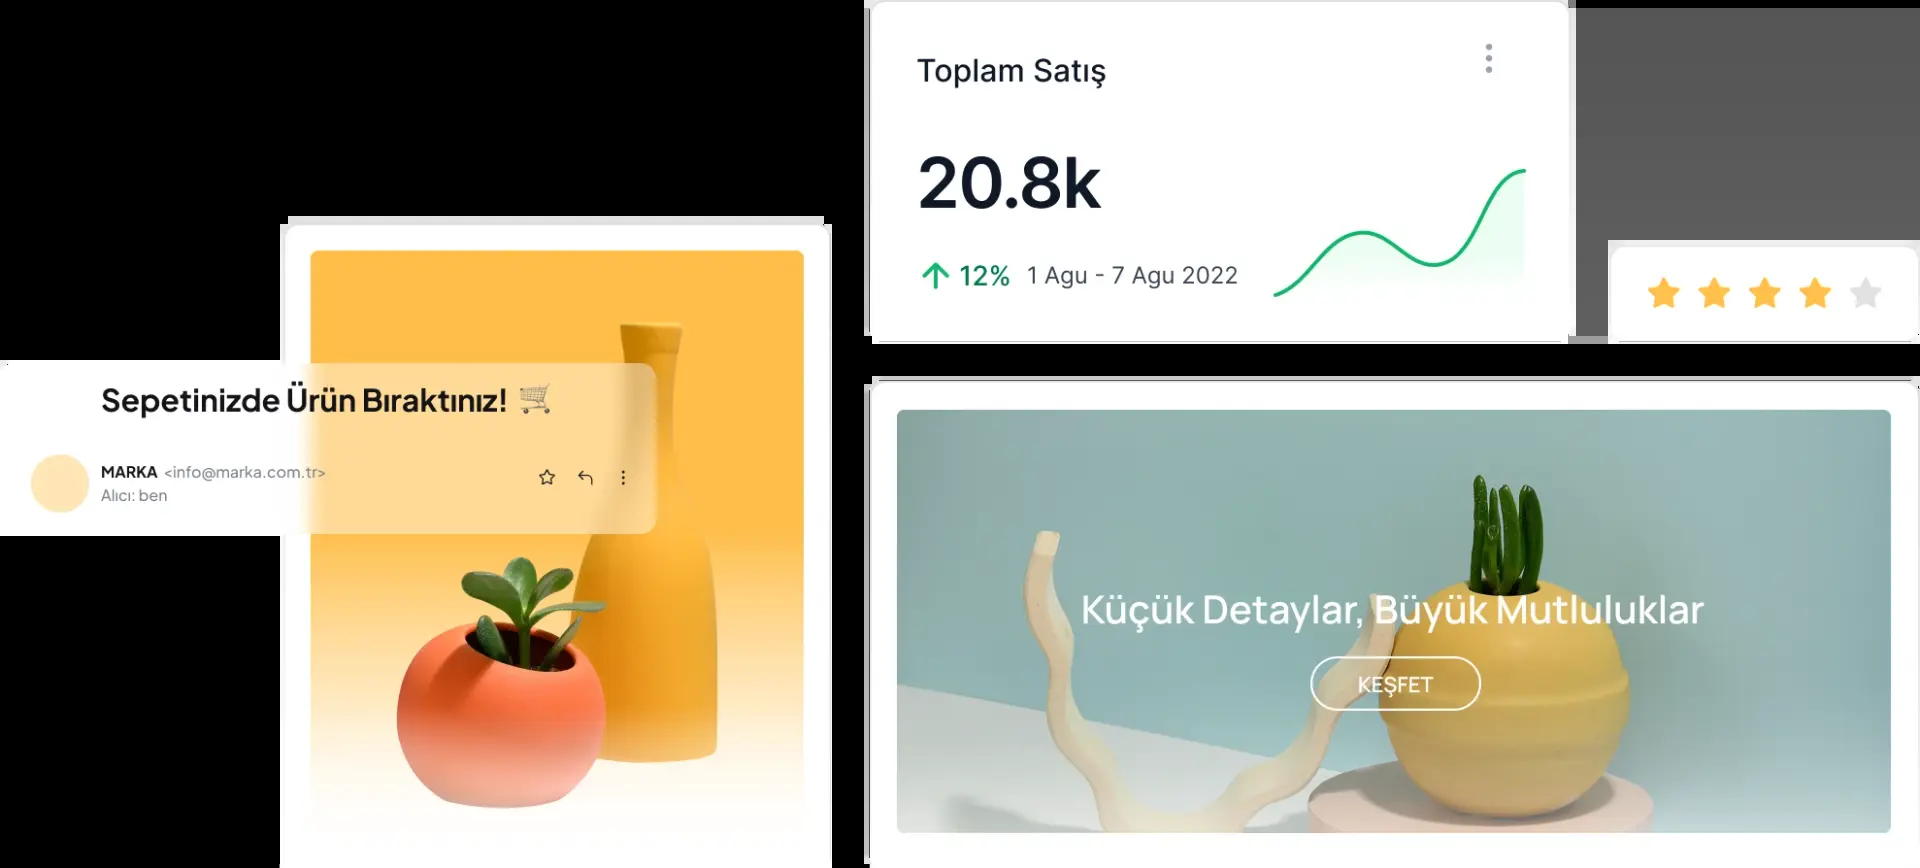 Toplam Satış
20.8k
12% 1 Agu - 7 Agu 2022
Sepetinizde Ürün Bıraktınız!
MARKA <info@marka.com.tr>
Alıcı: ben
Küçük Detaylar, Büyük Mutluluklar
KEŞFET